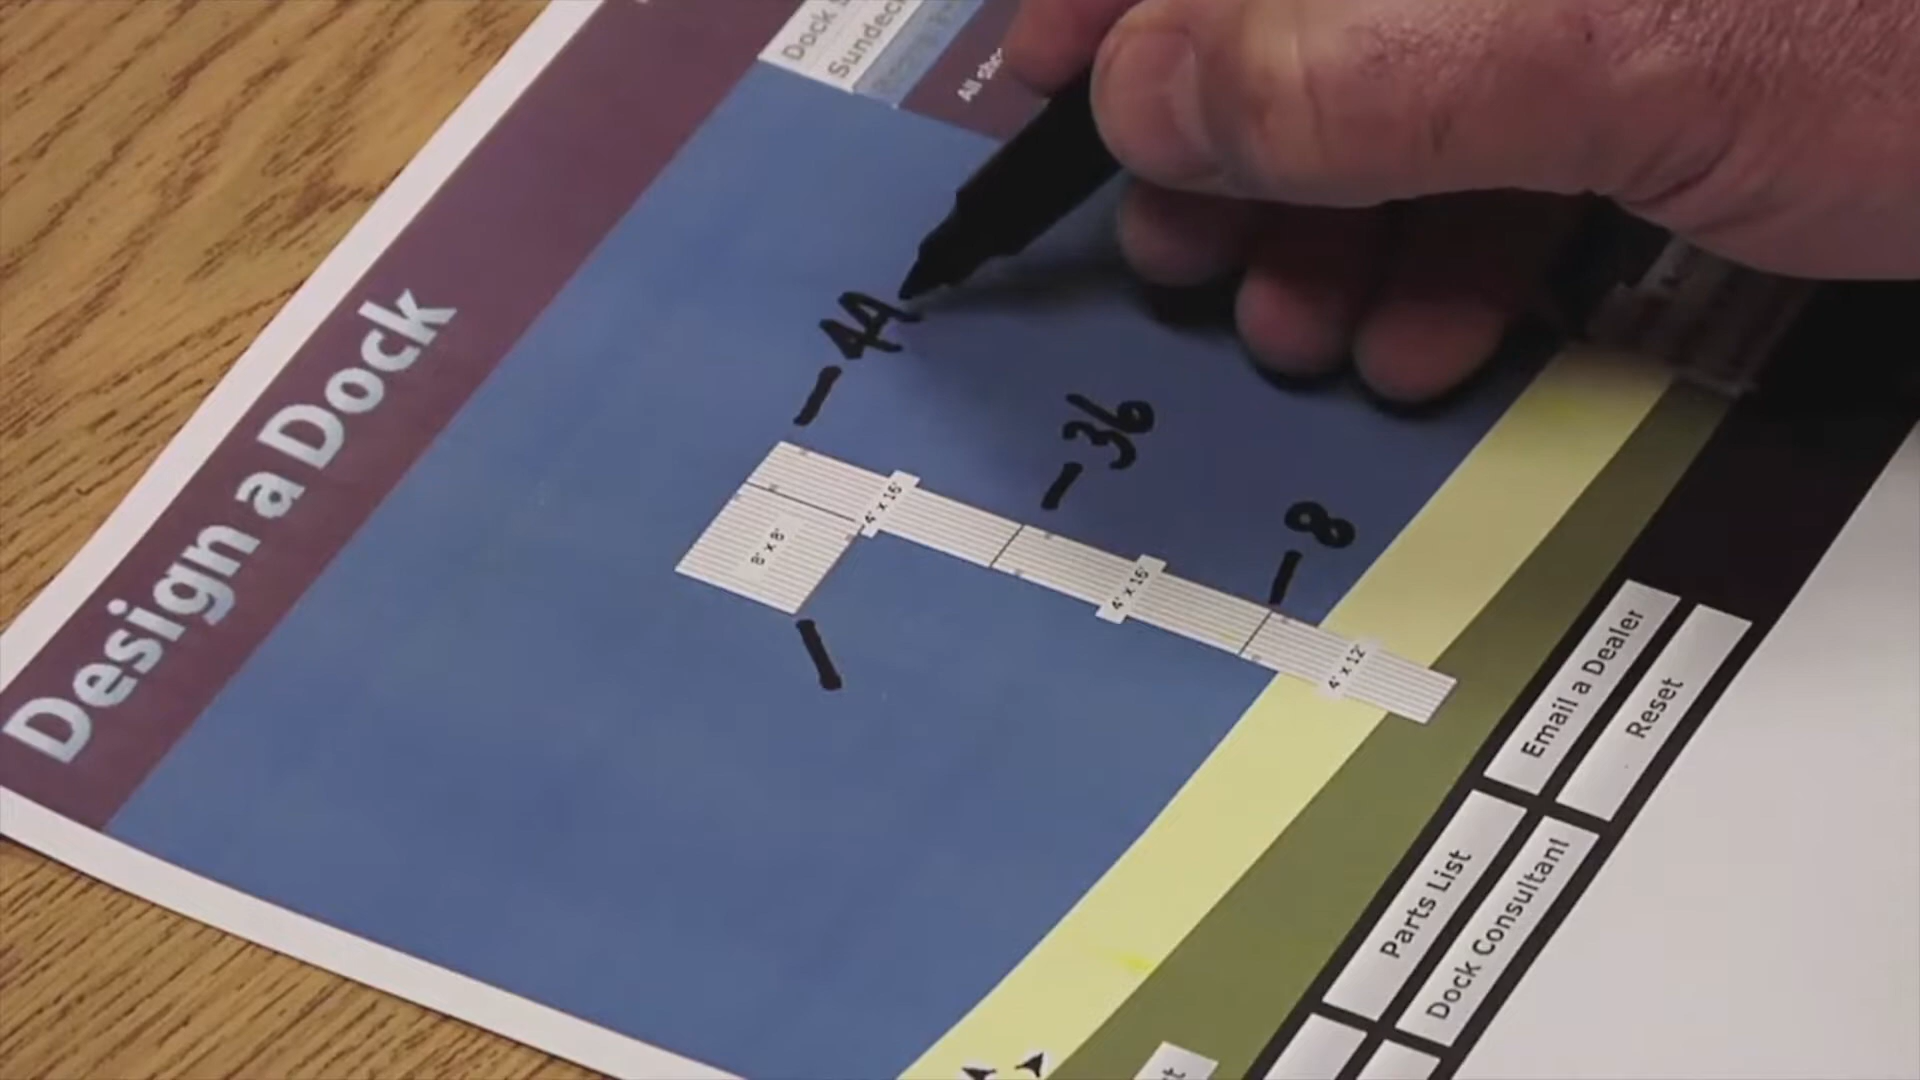 Design a Dock
Dock
Sundeck
All
- 44
- 36
- 8
4' x 16'
8' x 8'
4' x 16'
4' x 12'
Email a Dealer
Reset
Parts List
Dock Consultant